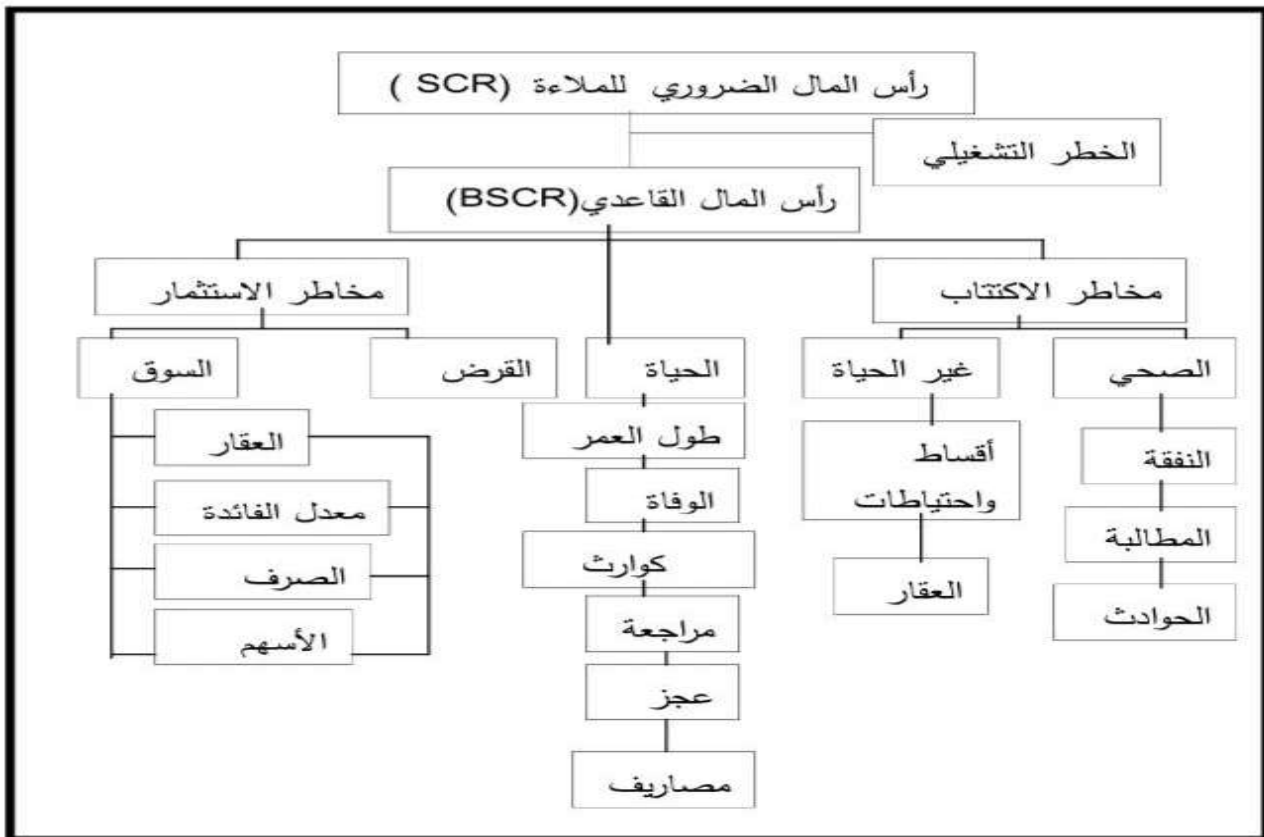 رأس المال الضروري للملاءة (SCR )
الخطر التشغيلي
رأس المال القاعدي(BSCR)
مخاطر الاكتتاب
مخاطر الاستثمار
الصحي
غير الحياة
الحياة
القرض
السوق
النفقة
المطالبة
الحوادث
أقساط
واحتياطات
العقار
طول العمر
الوفاة
كوارث
مراجعة
عجز
مصاريف
العقار
معدل الفائدة
الصرف
الأسهم